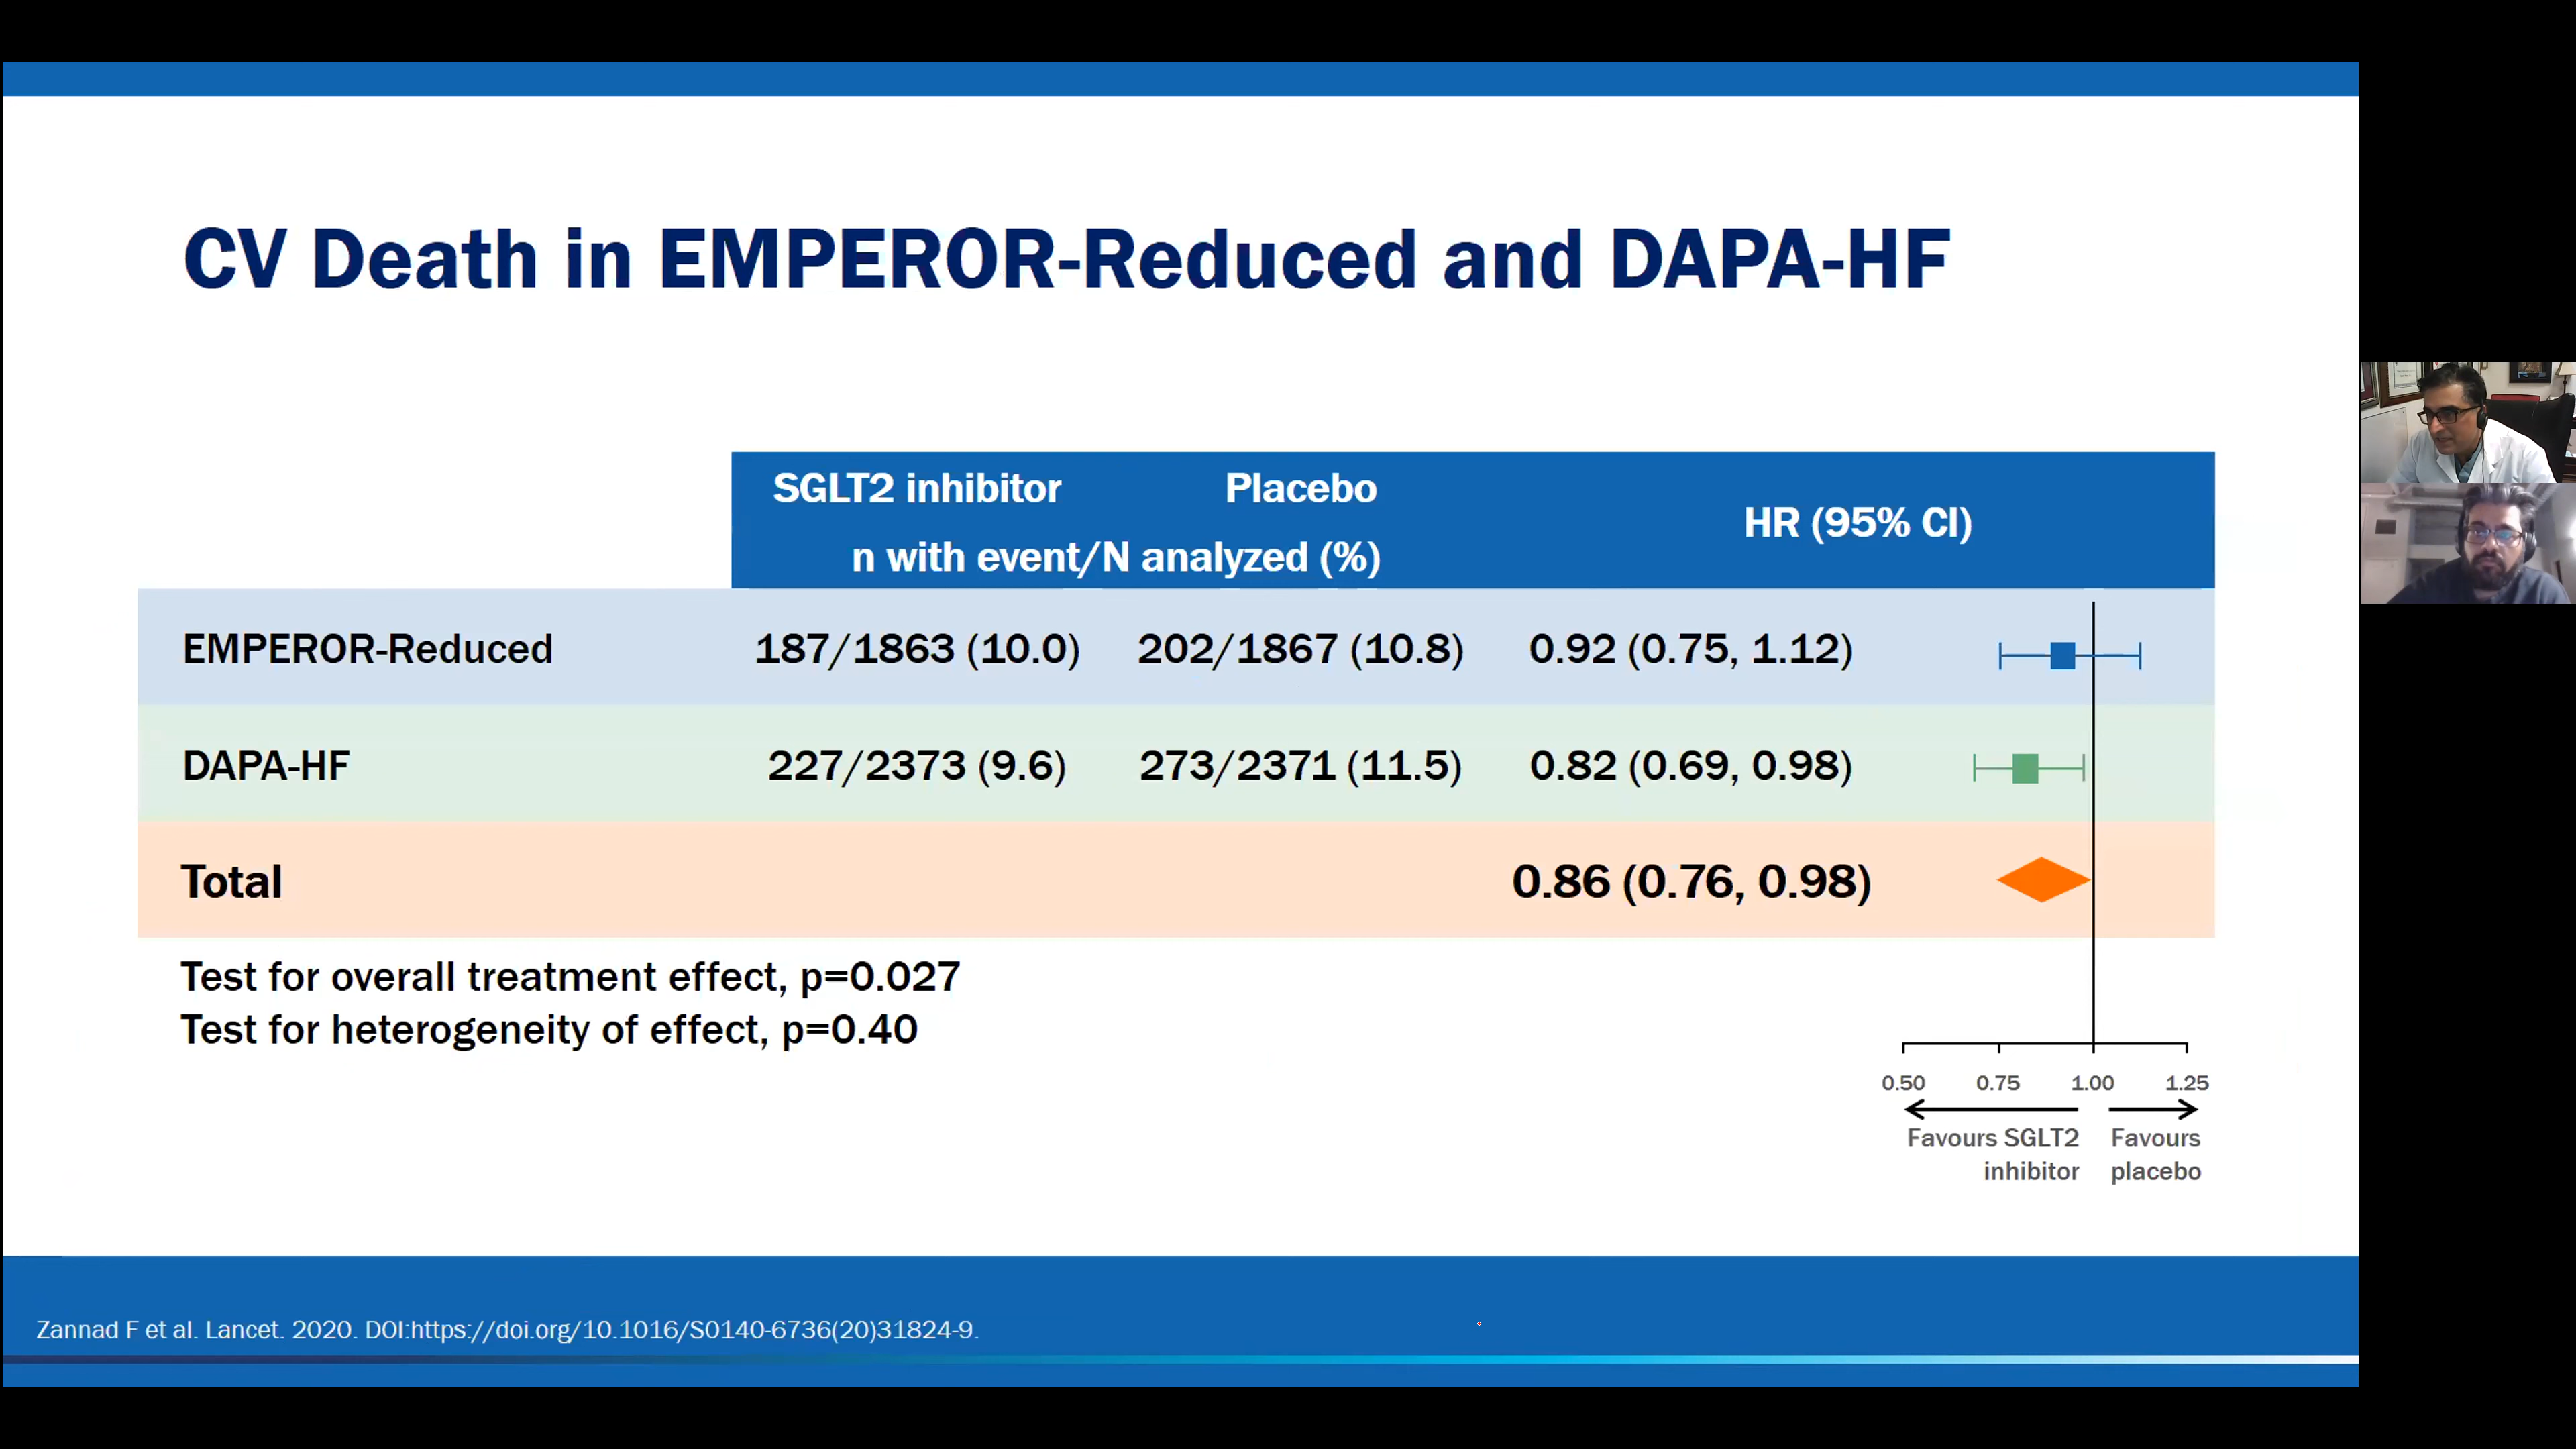 CV Death in EMPEROR-Reduced and DAPA-HF
SGLT2 inhibitor Placebo HR (95% CI)
n with event/N analyzed (%)
EMPEROR-Reduced 187/1863 (10.0) 202/1867 (10.8) 0.92 (0.75, 1.12)
DAPA-HF 227/2373 (9.6) 273/2371 (11.5) 0.82 (0.69, 0.98)
Total 0.86 (0.76, 0.98)
Test for overall treatment effect, p=0.027
Test for heterogeneity of effect, p=0.40
0.50 0.75 1.00 1.25
Favours SGLT2 Favours
inhibitor placebo
Zannad F et al. Lancet. 2020. DOI:https://doi.org/10.1016/S0140-6736(20)31824-9.